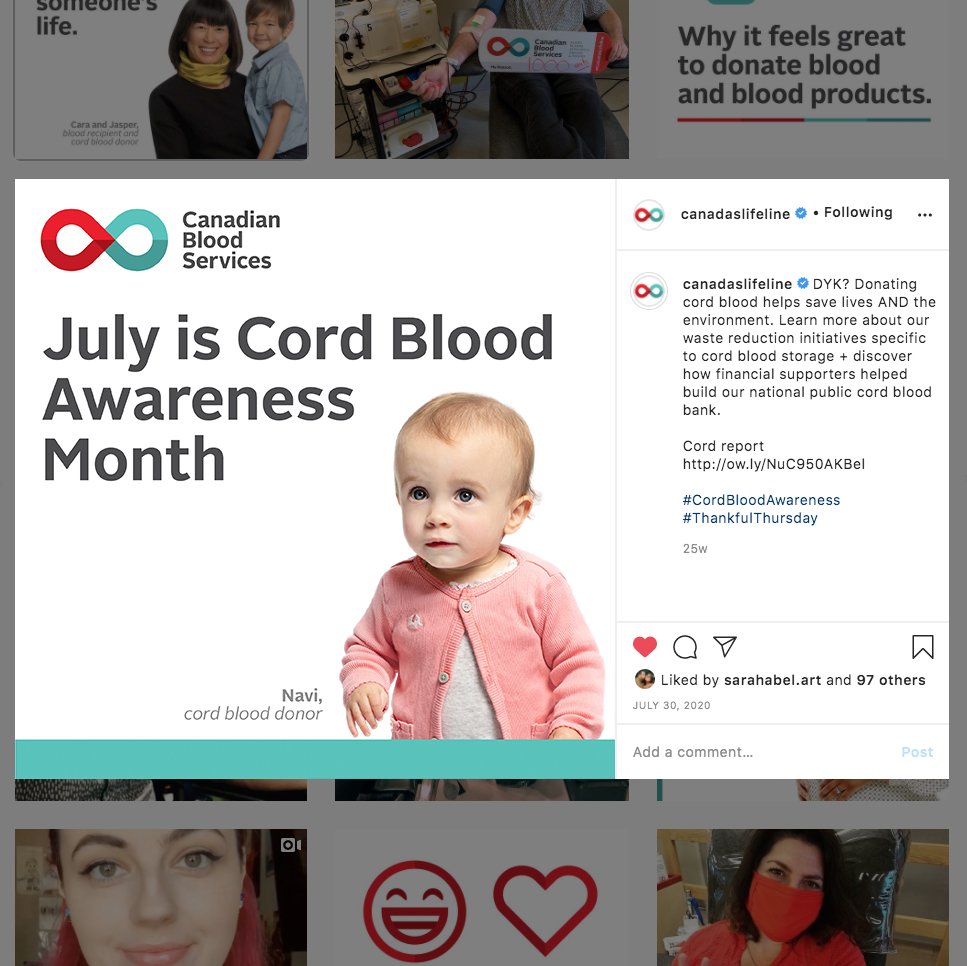 someone's
life.
Cara and Jasper,
blood recipient and
cord blood donor
Canadian
Blood
Services
Why it feels great
to donate blood
and blood products.
Canadian
Blood
Services
July is Cord Blood
Awareness
Month
Navi,
cord blood donor
canadaslifeline • Following
canadaslifeline DYK? Donating
cord blood helps save lives AND the
environment. Learn more about our
waste reduction initiatives specific
to cord blood storage + discover
how financial supporters helped
build our national public cord blood
bank.
Cord report
http://ow.ly/NuC950AKBel
#CordBloodAwareness
#ThankfulThursday
25w
Liked by sarahabel.art and 97 others
JULY 30, 2020
Add a comment...
Post